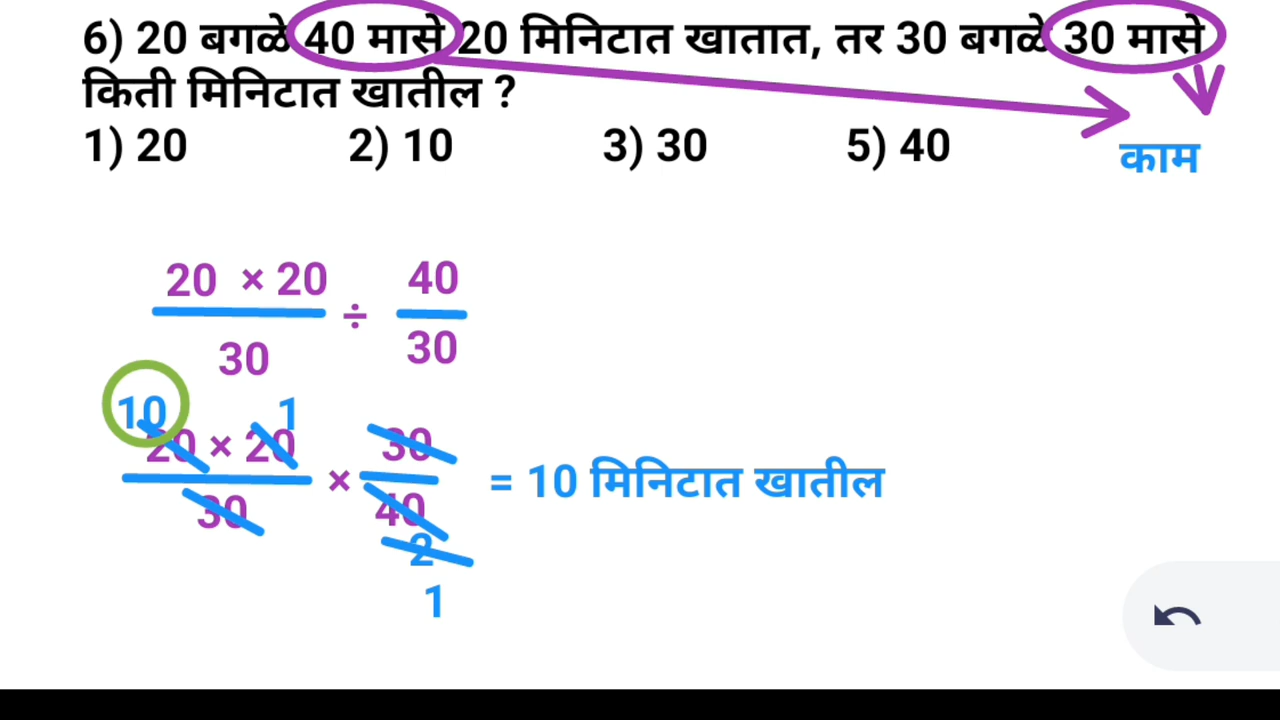 6) 20 बगळे 40 मासे 20 मिनिटात खातात, तर 30 बगळे 30 मासे
किती मिनिटात खातील ?
1) 20 2) 10 3) 30 5) 40
काम
20 × 20 ÷ 40
30 30
10 1
20 × 20 × 30 = 10 मिनिटात खातील
30 40
2
1